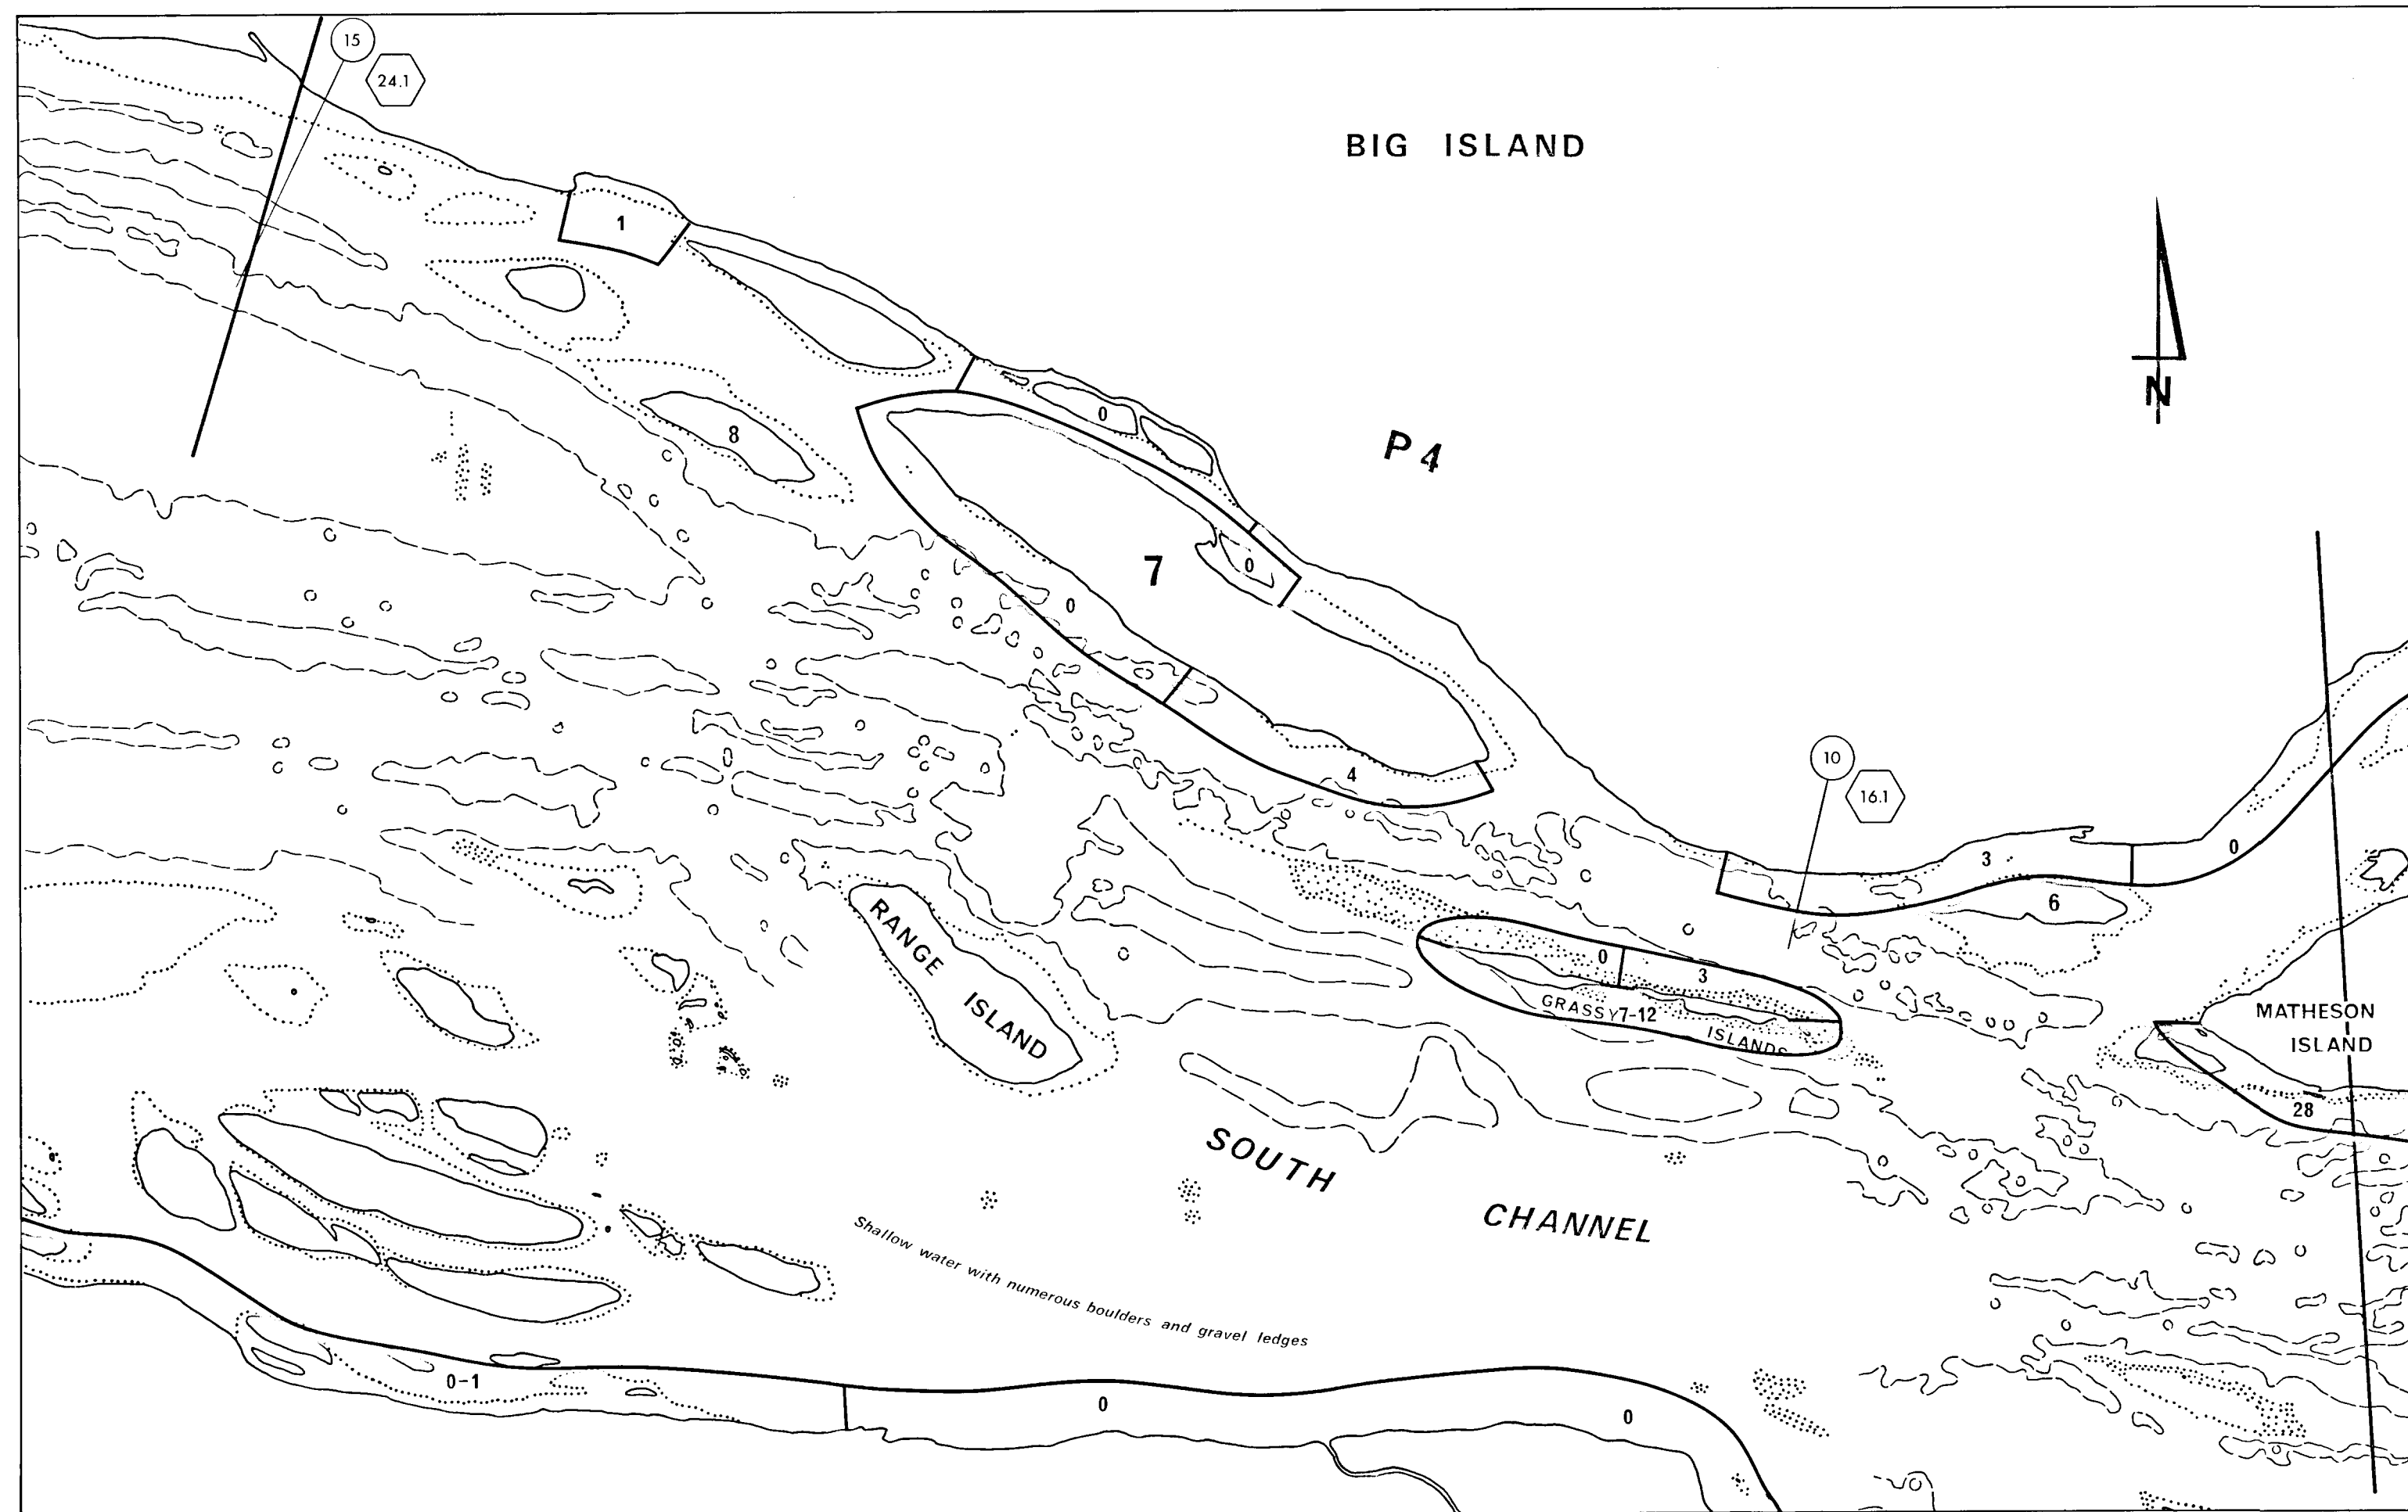 15
24.1
BIG ISLAND
1
N
0
P 4
8
7
0
0
4
10
16.1
3
0
6
RANGE
ISLAND
0
3
GRASSY 7-12
ISLANDS
MATHESON
ISLAND
28
SOUTH
CHANNEL
Shallow water with numerous boulders and gravel ledges
0-1
0
0